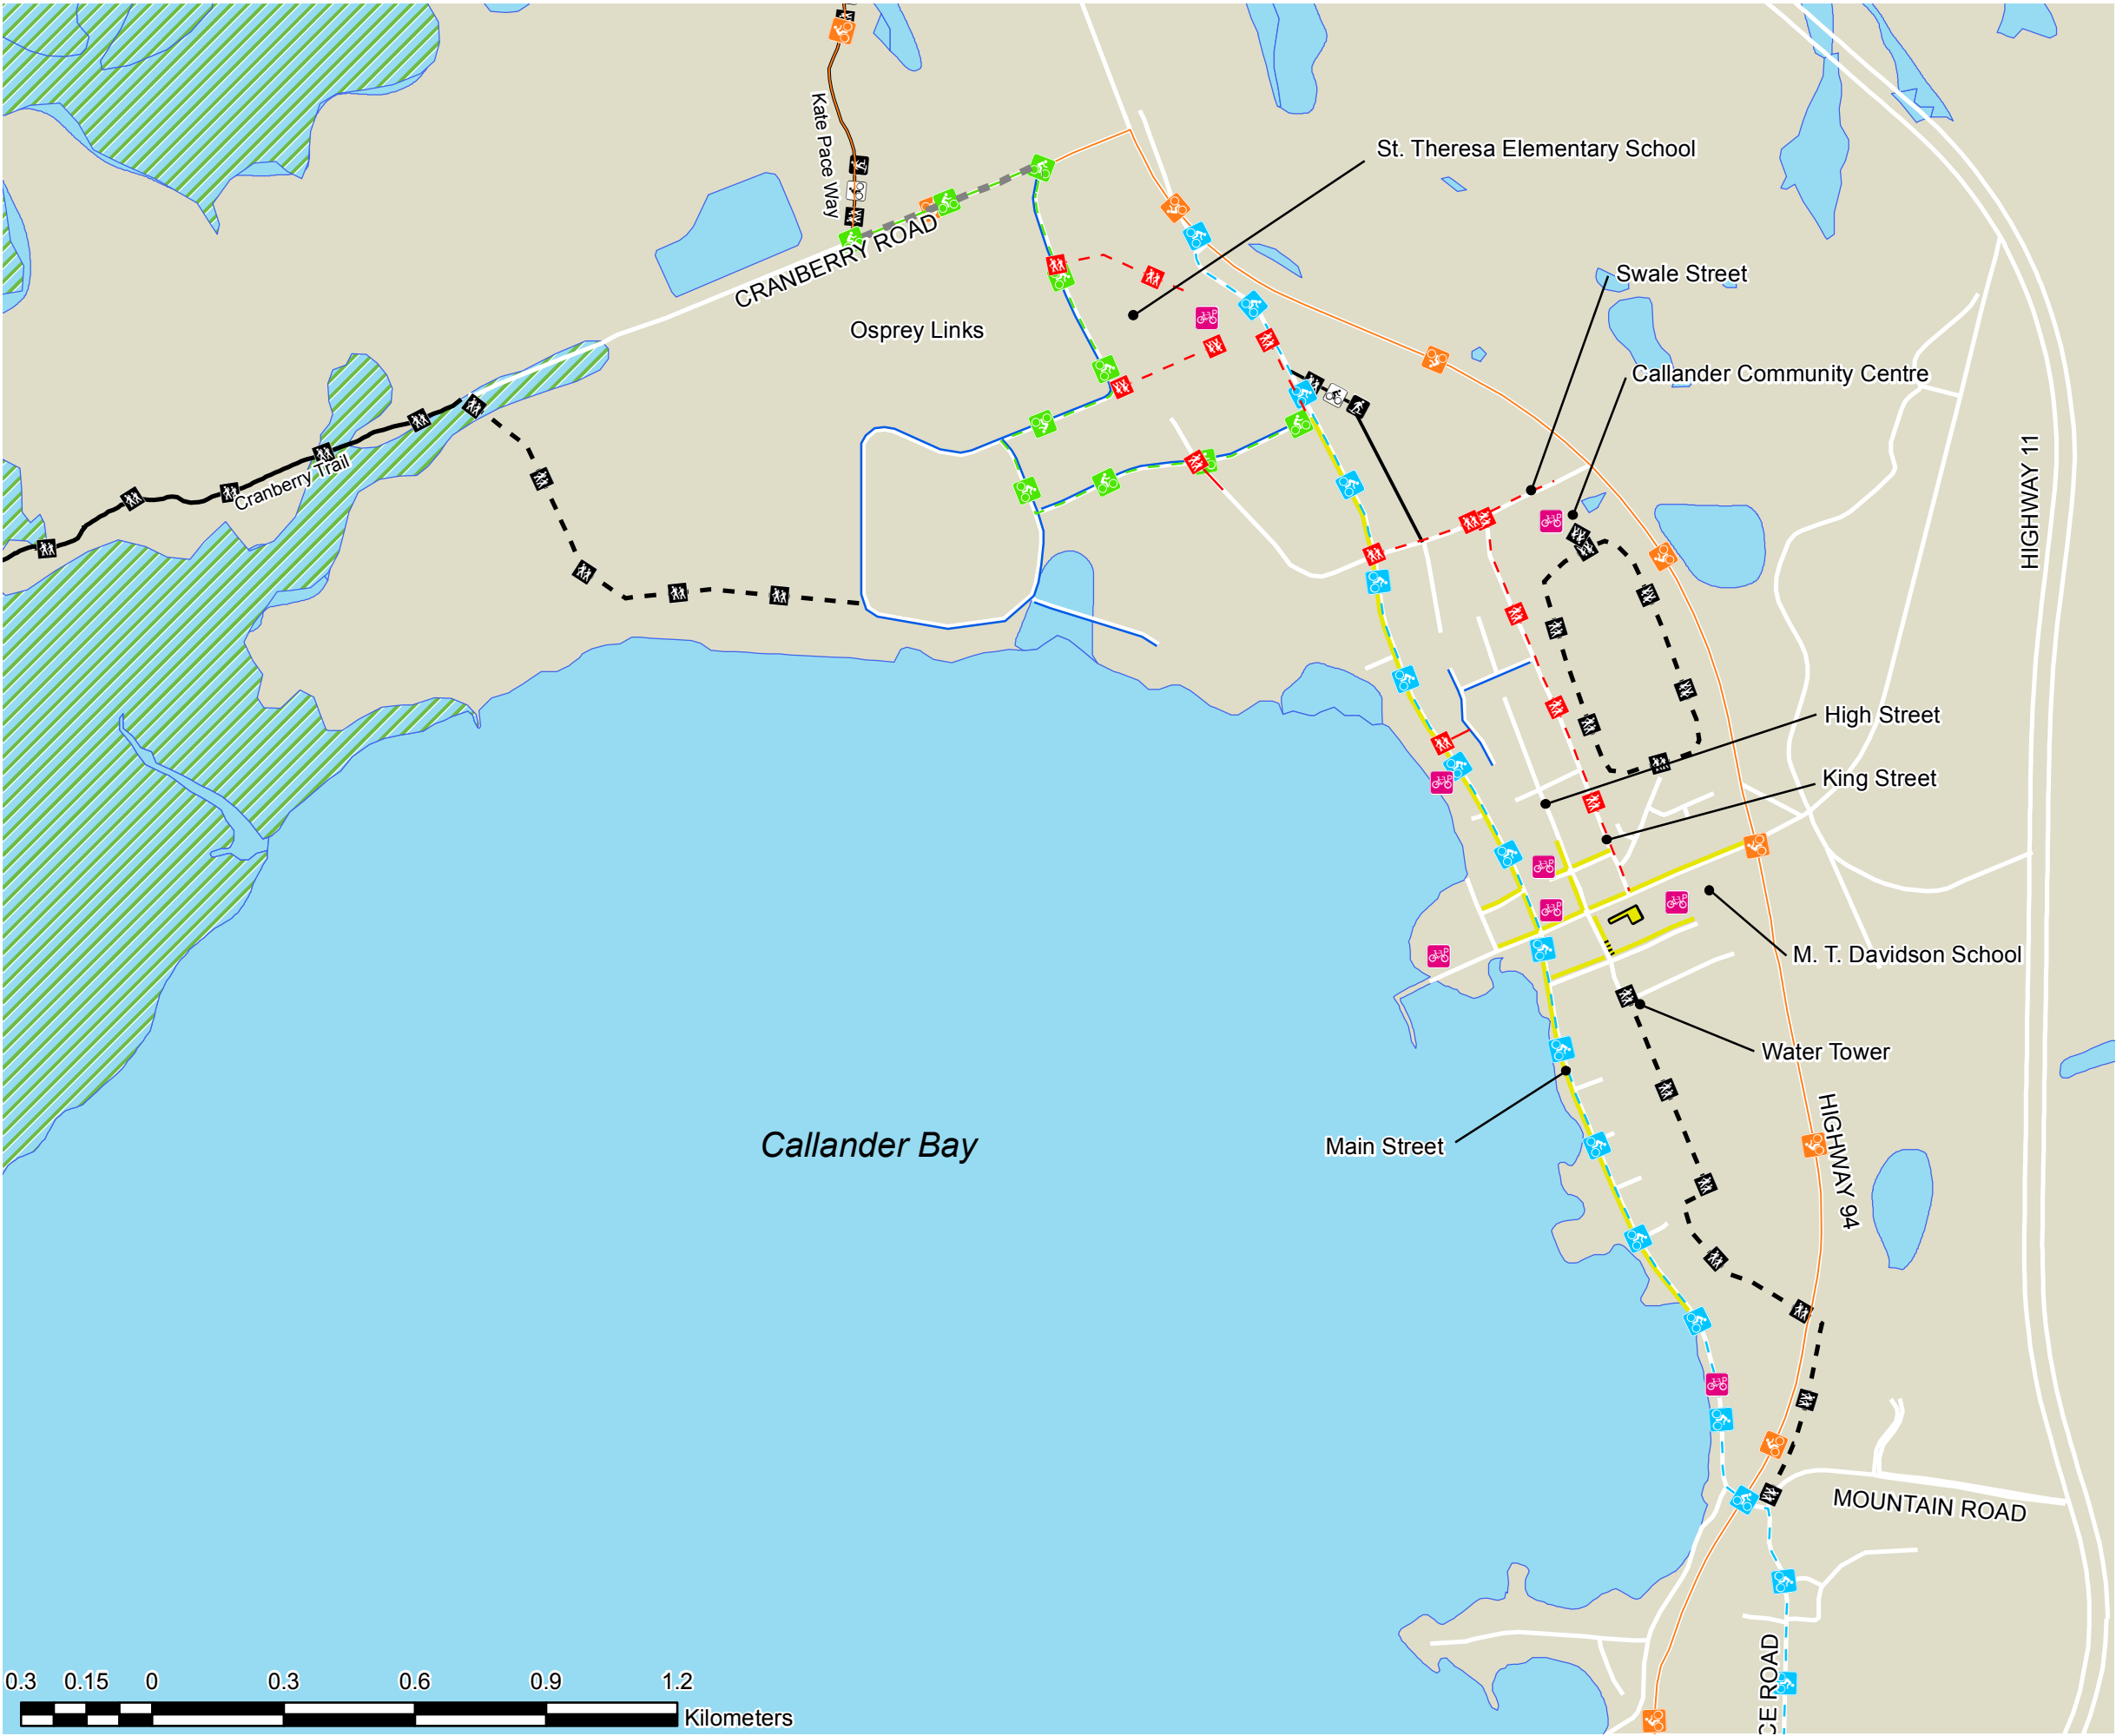 Kate Pace Way
St. Theresa Elementary School
CRANBERRY ROAD
Swale Street
Osprey Links
Callander Community Centre
Cranberry Trail
HIGHWAY 11
High Street
King Street
M. T. Davidson School
Water Tower
Main Street
Callander Bay
HIGHWAY 94
MOUNTAIN ROAD
CE ROAD
0.3 0.15 0 0.3 0.6 0.9 1.2
Kilometers